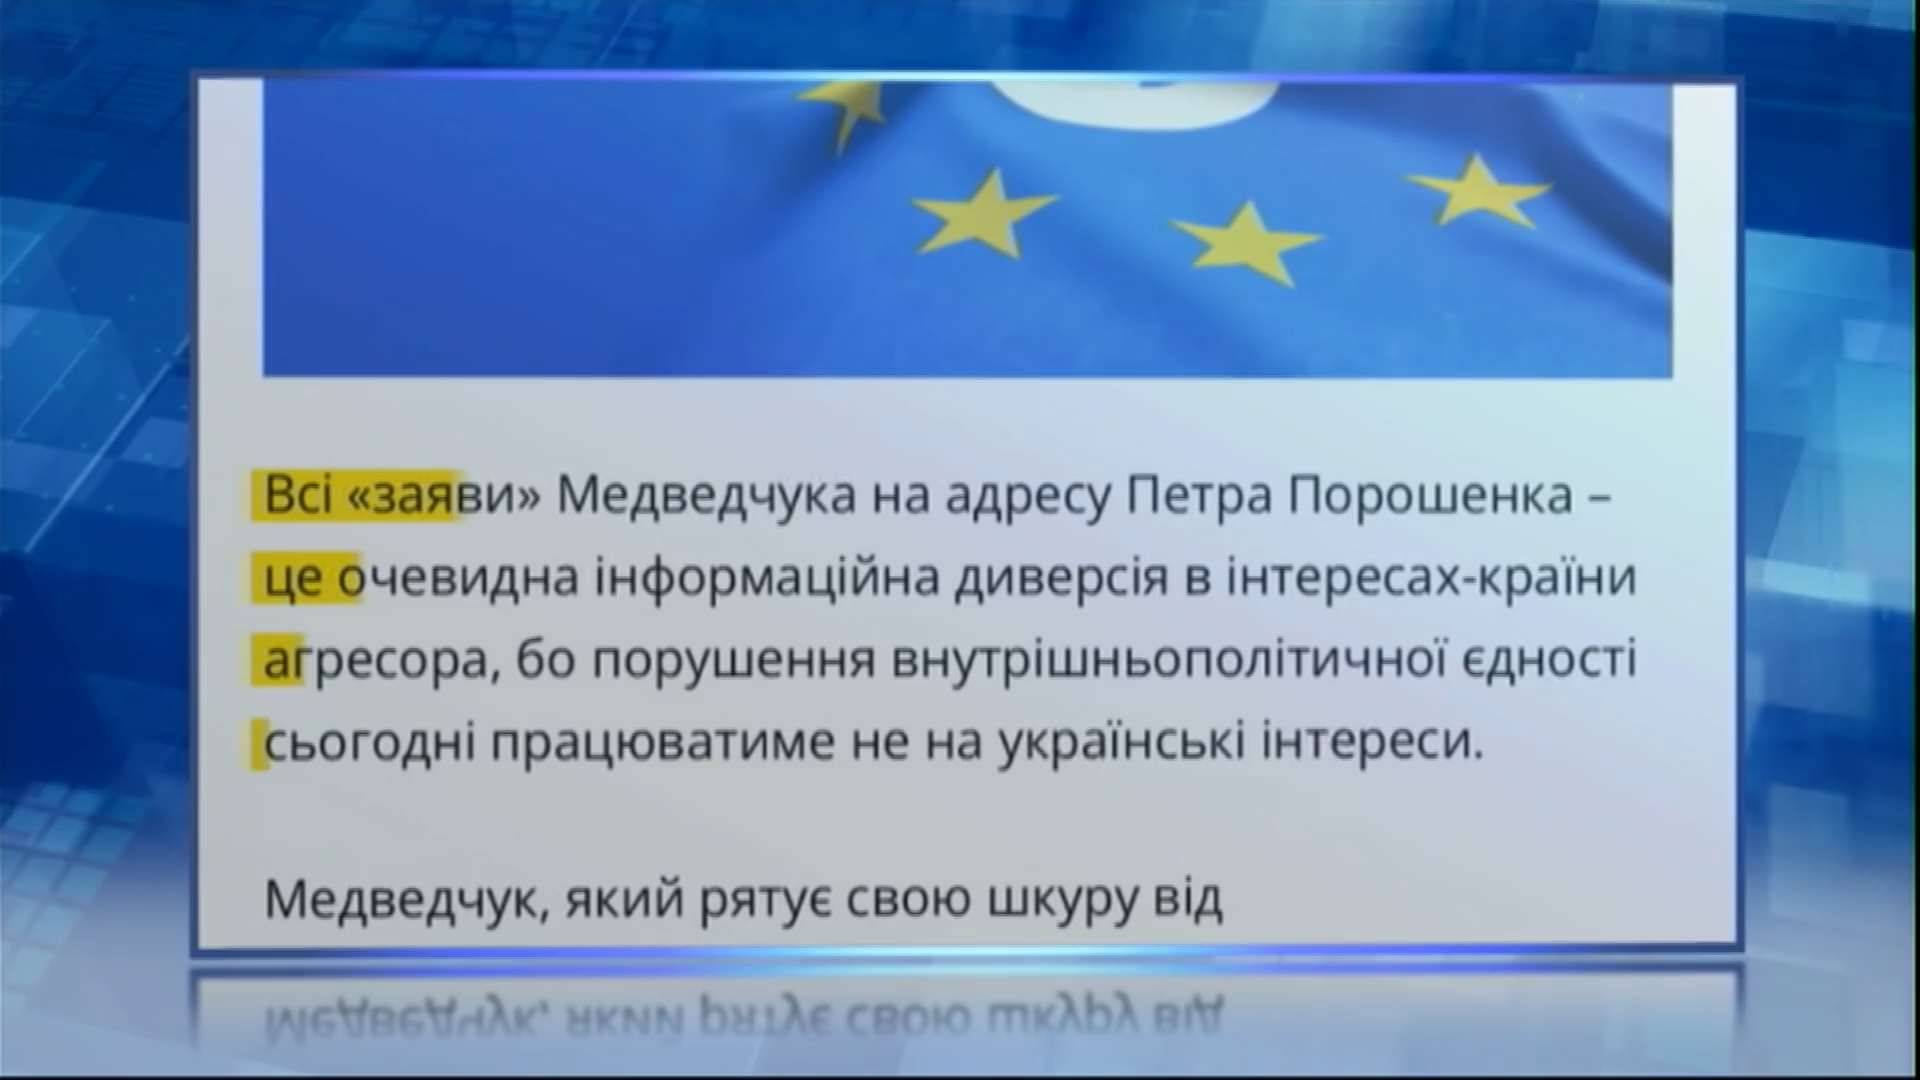 Всі «заяви» Медведчука на адресу Петра Порошенка –
це очевидна інформаційна диверсія в інтересах-країни
агресора, бо порушення внутрішньополітичної єдності
сьогодні працюватиме не на українські інтереси.
Медведчук, який рятує свою шкуру від